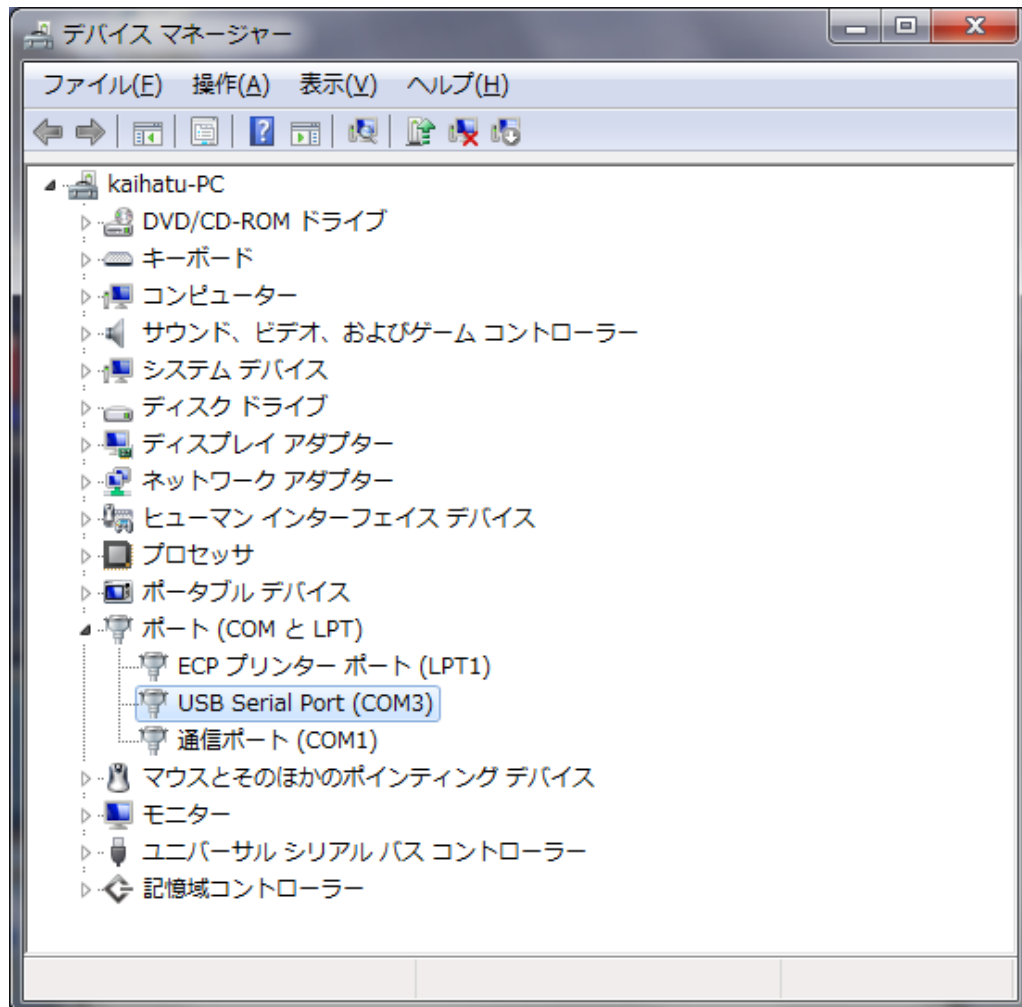 デバイス マネージャー
ファイル(F) 操作(A) 表示(V) ヘルプ(H)
kaihatu-PC
DVD/CD-ROM ドライブ
キーボード
コンピューター
サウンド、ビデオ、およびゲーム コントローラー
システム デバイス
ディスク ドライブ
ディスプレイ アダプター
ネットワーク アダプター
ヒューマン インターフェイス デバイス
プロセッサ
ポータブル デバイス
ポート (COM と LPT)
ECP プリンター ポート (LPT1)
USB Serial Port (COM3)
通信ポート (COM1)
マウスとそのほかのポインティング デバイス
モニター
ユニバーサル シリアル バス コントローラー
記憶域コントローラー